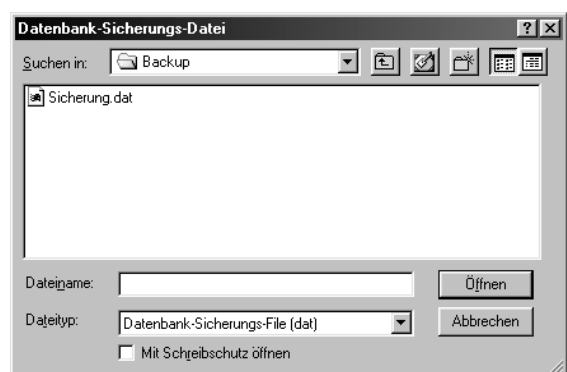 Datenbank-Sicherungs-Datei
Suchen in: Backup
Sicherung.dat
Dateiname: Öffnen
Dateityp: Datenbank-Sicherungs-File (dat) Abbrechen
Mit Schreibschutz öffnen